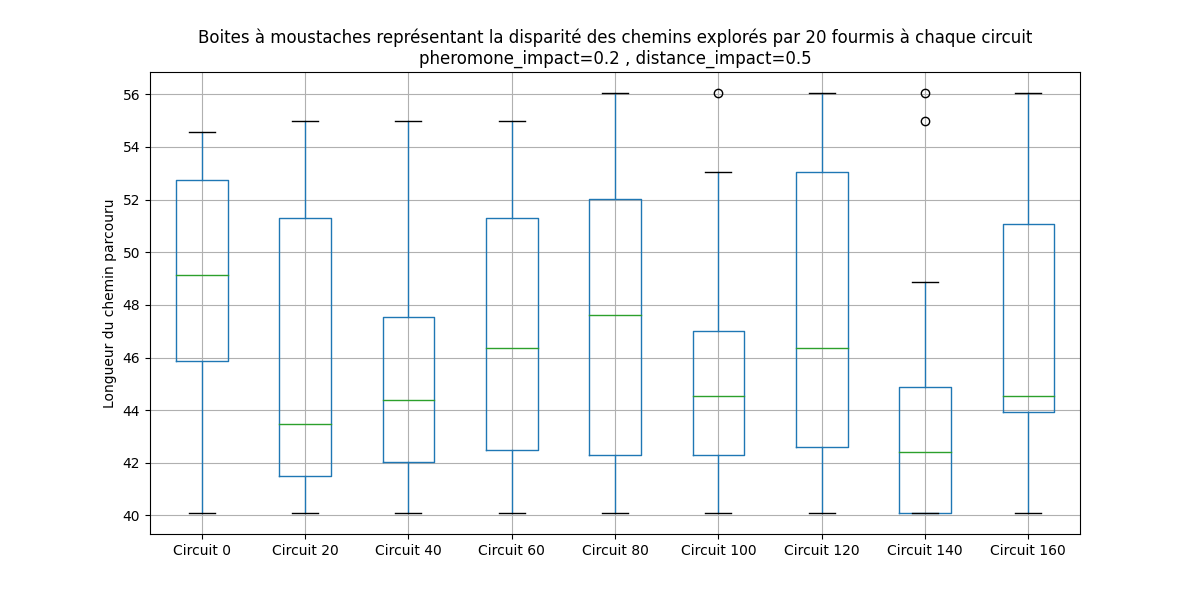 Boites à moustaches représentant la disparité des chemins explorés par 20 fourmis à chaque circuit
pheromone_impact=0.2 , distance_impact=0.5
Longueur du chemin parcouru
56
54
52
50
48
46
44
42
40
Circuit 0 Circuit 20 Circuit 40 Circuit 60 Circuit 80 Circuit 100 Circuit 120 Circuit 140 Circuit 160